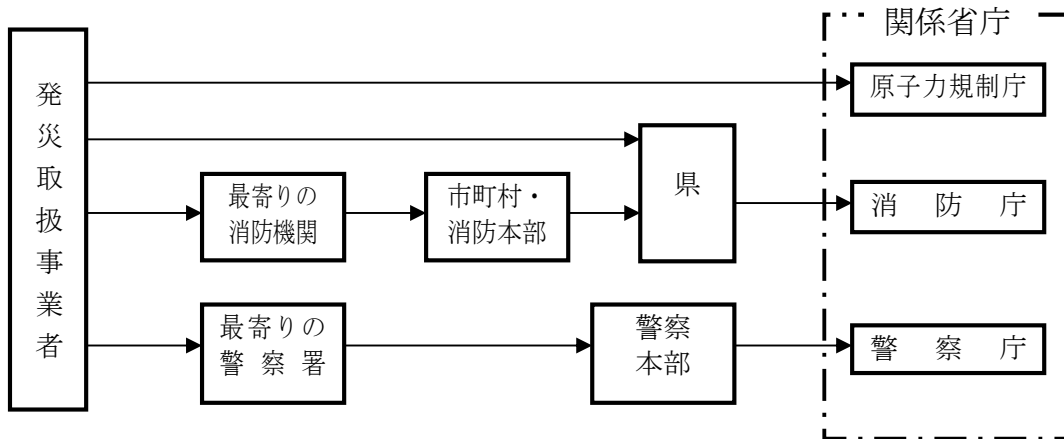 関係省庁
発災取扱事業者
原子力規制庁
県
最寄りの
消防機関
市町村・
消防本部
消防庁
最寄りの
警察署
警察
本部
警察庁